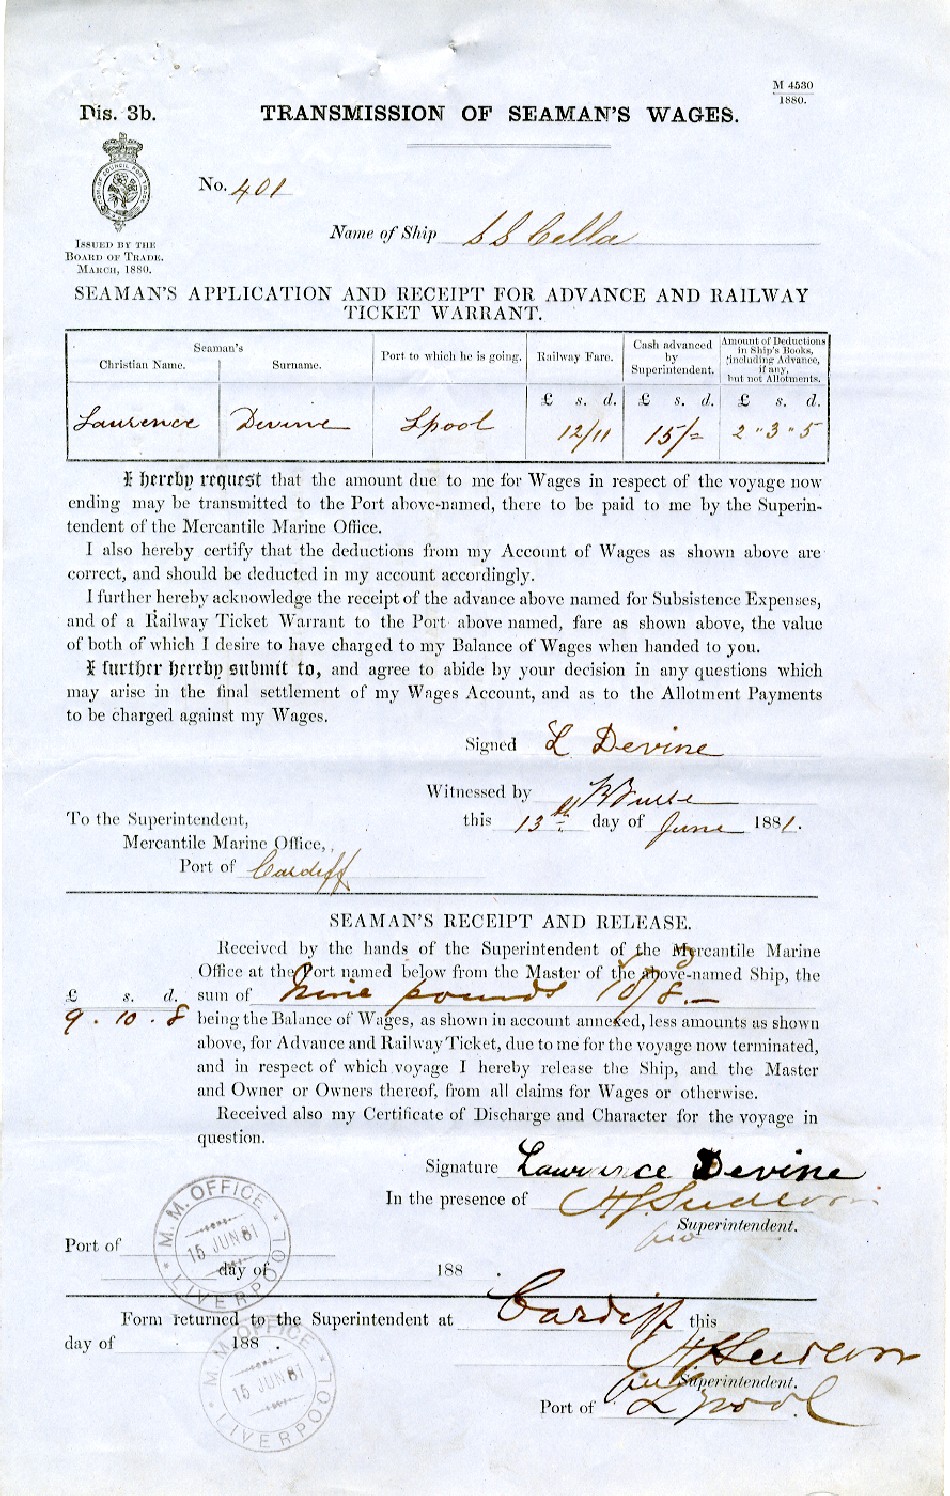 M 4530
1880.
Dis. 3b.
TRANSMISSION OF SEAMAN'S WAGES.
No. 401
Name of Ship SS Cella
ISSUED BY THE
BOARD OF TRADE.
MARCH, 1880.
SEAMAN'S APPLICATION AND RECEIPT FOR ADVANCE AND RAILWAY
TICKET WARRANT.
Seaman's
Christian Name. Surname. Port to which he is going. Railway Fare. Cash advanced by Superintendent. Amount of Deductions in Ship's Books, including Advance, if any, but not Allotments.
£ s. d. £ s. d. £ s. d.
Laurence Devine Lpool 12/11 15/= 2 " 3 " 5
I hereby request that the amount due to me for Wages in respect of the voyage now
ending may be transmitted to the Port above-named, there to be paid to me by the Superin-
tendent of the Mercantile Marine Office.
I also hereby certify that the deductions from my Account of Wages as shown above are
correct, and should be deducted in my account accordingly.
I further hereby acknowledge the receipt of the advance above named for Subsistence Expenses,
and of a Railway Ticket Warrant to the Port above named, fare as shown above, the value
of both of which I desire to have charged to my Balance of Wages when handed to you.
I further hereby submit to, and agree to abide by your decision in any questions which
may arise in the final settlement of my Wages Account, and as to the Allotment Payments
to be charged against my Wages.
Signed L Devine
Witnessed by
To the Superintendent,
this 13th day of June 1881.
Mercantile Marine Office,
Port of Cardiff
SEAMAN'S RECEIPT AND RELEASE.
Received by the hands of the Superintendent of the Mercantile Marine
Office at the Port named below from the Master of the above-named Ship, the
£ s. d. sum of Nine pounds 10/8.—
9 . 10 . 8 being the Balance of Wages, as shown in account annexed, less amounts as shown
above, for Advance and Railway Ticket, due to me for the voyage now terminated,
and in respect of which voyage I hereby release the Ship, and the Master
and Owner or Owners thereof, from all claims for Wages or otherwise.
Received also my Certificate of Discharge and Character for the voyage in
question.
Signature Lawrence Devine
In the presence of
Superintendent.
M.M. OFFICE
15 JUN 81
LIVERPOOL
Port of
day of 188 .
Form returned to the Superintendent at Cardiff this
day of 188 .
M.M. OFFICE
15 JUN 81
LIVERPOOL
Superintendent.
Port of Lpool